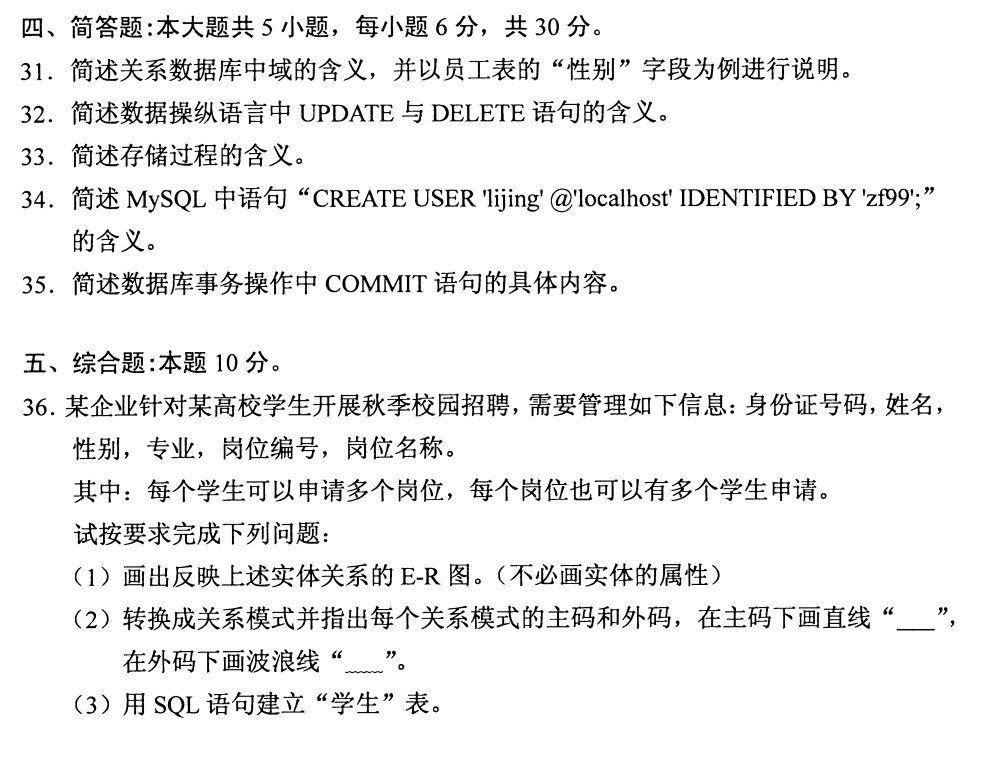 四、简答题:本大题共 5 小题，每小题 6 分，共 30 分。
31．简述关系数据库中域的含义，并以员工表的“性别”字段为例进行说明。
32．简述数据操纵语言中 UPDATE 与 DELETE 语句的含义。
33．简述存储过程的含义。
34．简述 MySQL 中语句“CREATE USER 'lijing' @'localhost' IDENTIFIED BY 'zf99';”
的含义。
35．简述数据库事务操作中 COMMIT 语句的具体内容。
五、综合题:本题 10 分。
36．某企业针对某高校学生开展秋季校园招聘，需要管理如下信息：身份证号码，姓名，
性别，专业，岗位编号，岗位名称。
其中：每个学生可以申请多个岗位，每个岗位也可以有多个学生申请。
试按要求完成下列问题：
（1）画出反映上述实体关系的 E-R 图。（不必画实体的属性）
（2）转换成关系模式并指出每个关系模式的主码和外码，在主码下画直线“___”，
在外码下画波浪线“﹏﹏”。
（3）用 SQL 语句建立“学生”表。